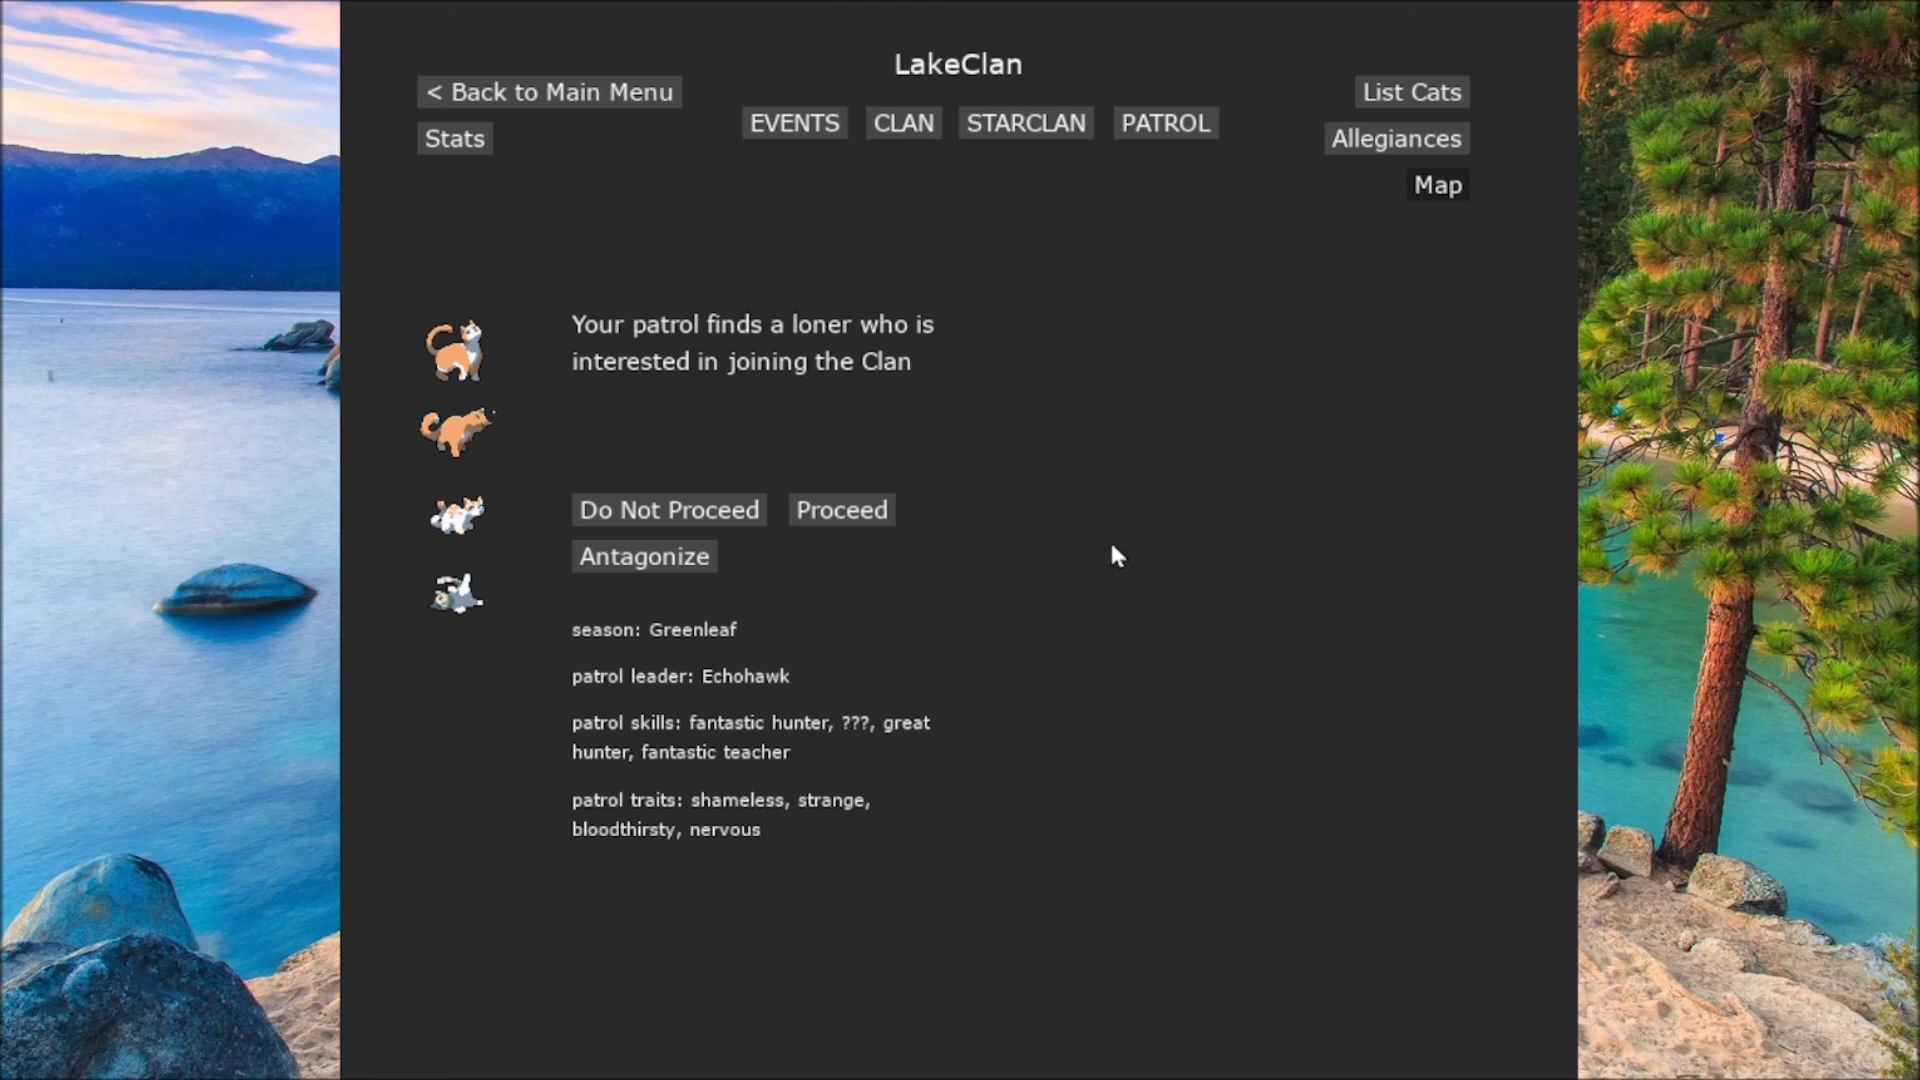 LakeClan
< Back to Main Menu
List Cats
EVENTS CLAN STARCLAN PATROL
Stats
Allegiances
Map
Your patrol finds a loner who is
interested in joining the Clan
Do Not Proceed Proceed
Antagonize
season: Greenleaf
patrol leader: Echohawk
patrol skills: fantastic hunter, ???, great
hunter, fantastic teacher
patrol traits: shameless, strange,
bloodthirsty, nervous